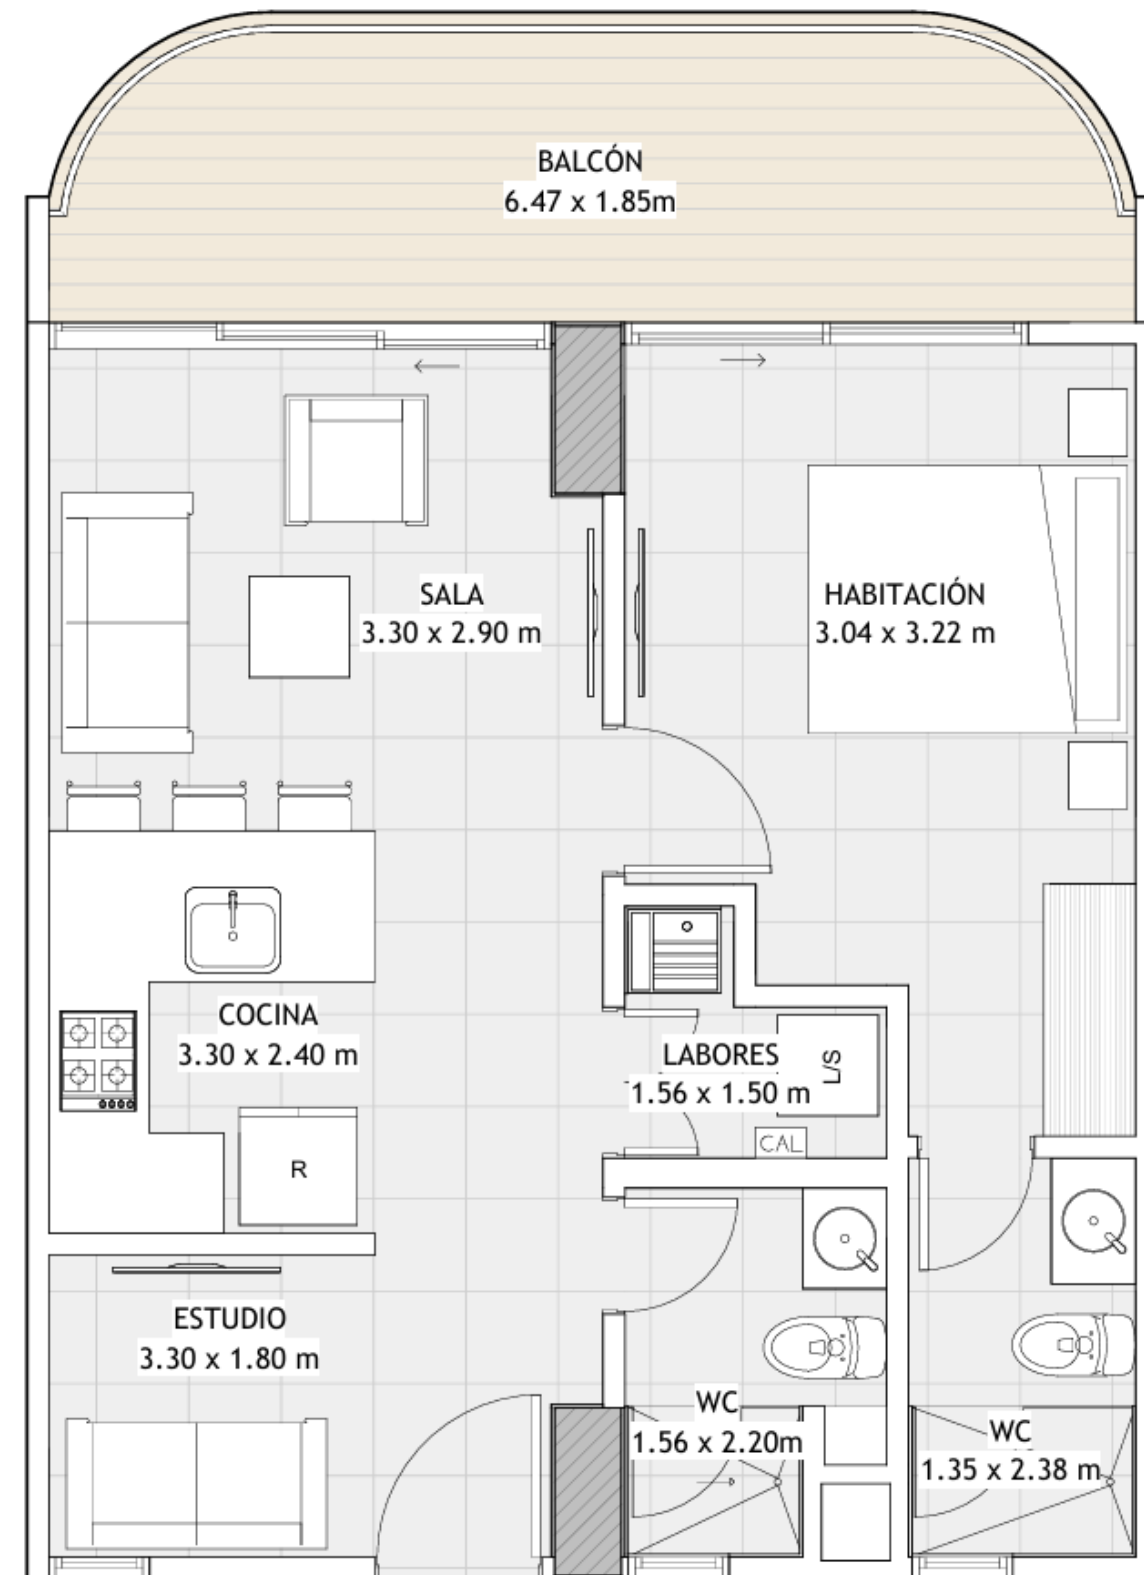 BALCÓN
6.47 x 1.85m
SALA
3.30 x 2.90 m
HABITACIÓN
3.04 x 3.22 m
COCINA
3.30 x 2.40 m
LABORES
1.56 x 1.50 m
L/S
CAL
R
ESTUDIO
3.30 x 1.80 m
WC
1.56 x 2.20m
WC
1.35 x 2.38 m